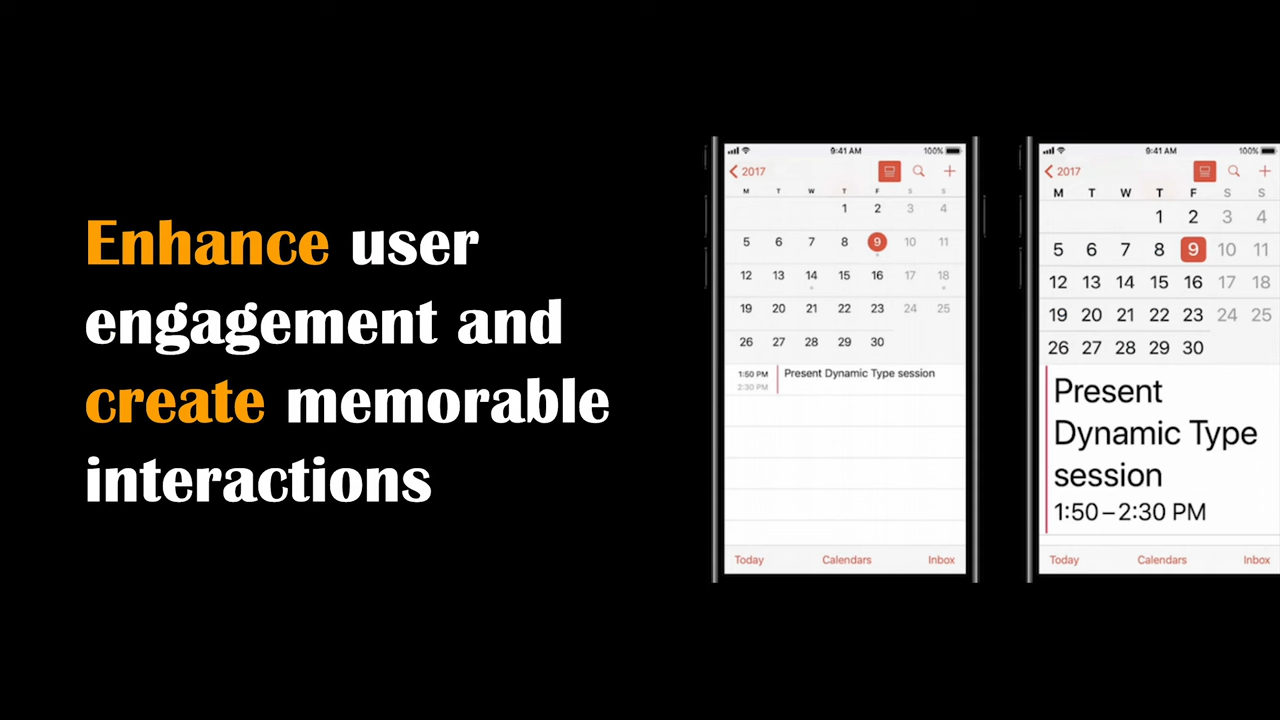 Enhance user
engagement and
create memorable
interactions
9:41 AM 100%
2017
M T W T F S S
1 2 3 4
5 6 7 8 9 10 11
12 13 14 15 16 17 18
19 20 21 22 23 24 25
26 27 28 29 30
1:50 PM Present Dynamic Type session
2:30 PM
Today Calendars Inbox
9:41 AM 100%
2017
M T W T F S S
1 2 3 4
5 6 7 8 9 10 11
12 13 14 15 16 17 18
19 20 21 22 23 24 25
26 27 28 29 30
Present
Dynamic Type
session
1:50–2:30 PM
Today Calendars Inbox